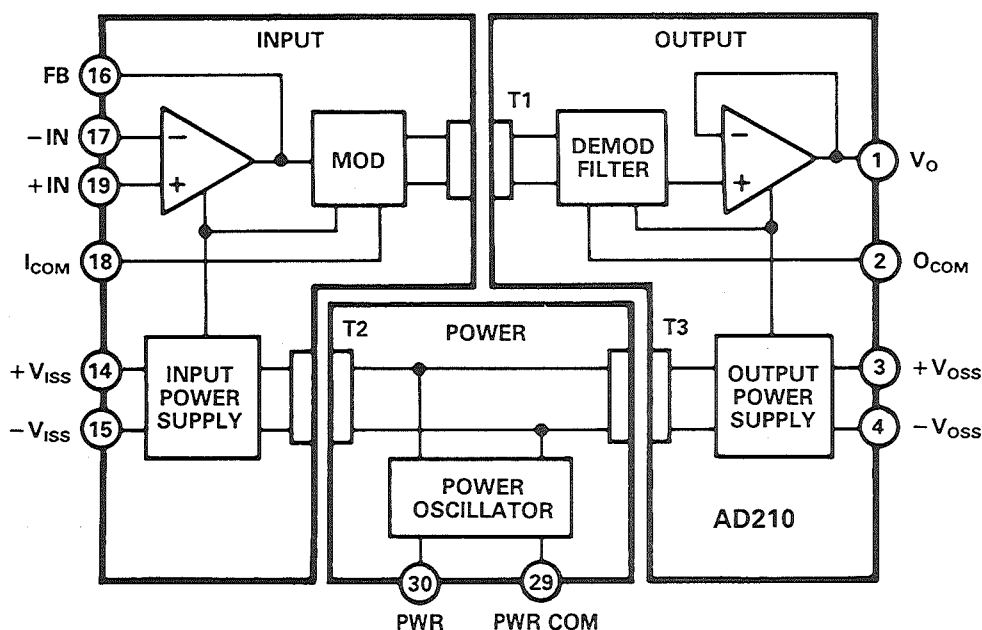 INPUT
OUTPUT
FB 16
T1
−IN 17
−
MOD
DEMOD
FILTER
−
1 VO
+IN 19
+
+
ICOM 18
2 OCOM
T2
POWER
T3
+VISS 14
INPUT
POWER
SUPPLY
OUTPUT
POWER
SUPPLY
3 +VOSS
−VISS 15
4 −VOSS
POWER
OSCILLATOR
AD210
30
29
PWR
PWR COM